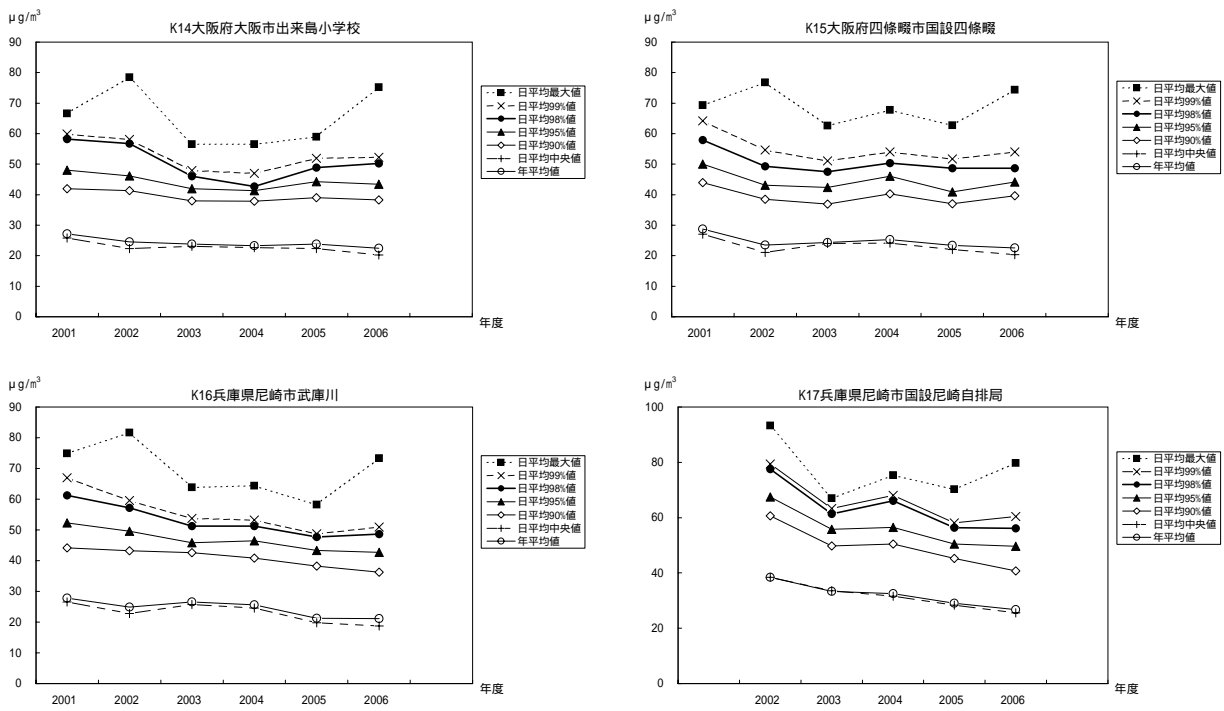 μg/m³
K14大阪府大阪市出来島小学校
90
80
70
60
50
40
30
20
10
0
2001 2002 2003 2004 2005 2006
年度
日平均最大値
日平均99%値
日平均98%値
日平均95%値
日平均90%値
日平均中央値
年平均値
μg/m³
K15大阪府四條畷市国設四條畷
90
80
70
60
50
40
30
20
10
0
2001 2002 2003 2004 2005 2006
年度
日平均最大値
日平均99%値
日平均98%値
日平均95%値
日平均90%値
日平均中央値
年平均値
μg/m³
K16兵庫県尼崎市武庫川
90
80
70
60
50
40
30
20
10
0
2001 2002 2003 2004 2005 2006
年度
日平均最大値
日平均99%値
日平均98%値
日平均95%値
日平均90%値
日平均中央値
年平均値
μg/m³
K17兵庫県尼崎市国設尼崎自排局
100
80
60
40
20
0
2002 2003 2004 2005 2006
年度
日平均最大値
日平均99%値
日平均98%値
日平均95%値
日平均90%値
日平均中央値
年平均値